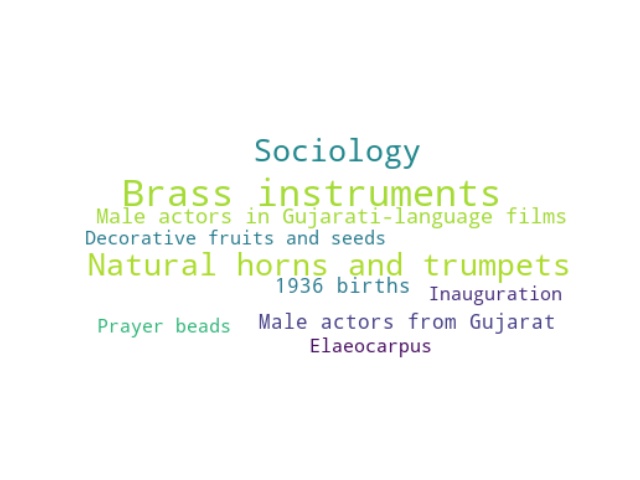 Sociology
Brass instruments
Male actors in Gujarati-language films
Decorative fruits and seeds
Natural horns and trumpets
1936 births
Inauguration
Male actors from Gujarat
Prayer beads
Elaeocarpus